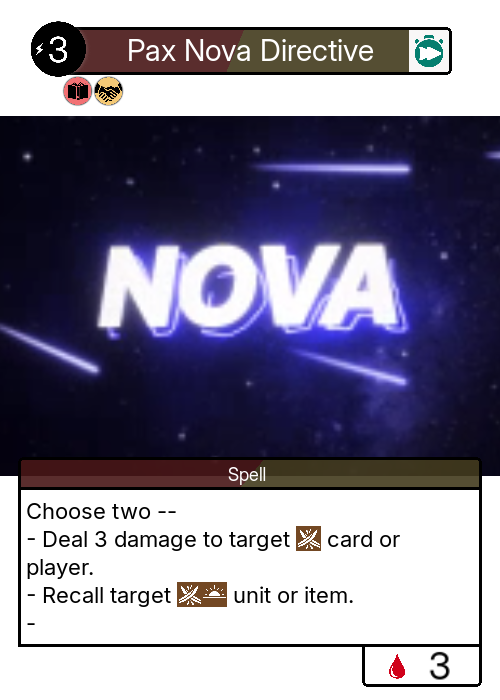 3 Pax Nova Directive
NOVA
Spell
Choose two --
- Deal 3 damage to target card or
player.
- Recall target unit or item.
-
3